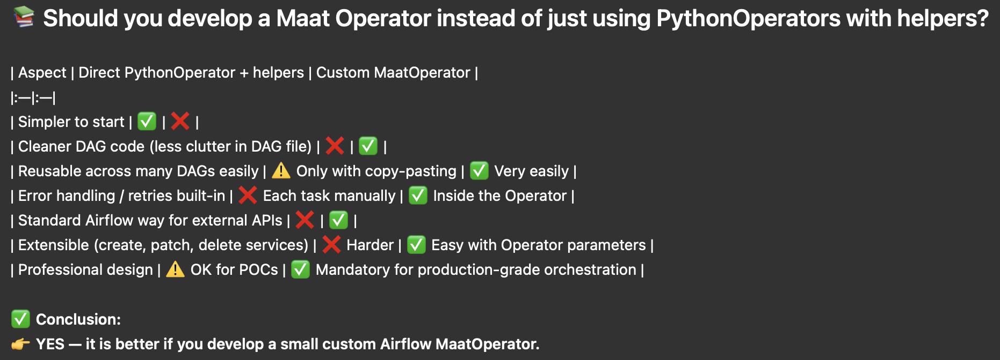 📚 Should you develop a Maat Operator instead of just using PythonOperators with helpers?
| Aspect | Direct PythonOperator + helpers | Custom MaatOperator |
|:—|:—|
| Simpler to start | ✅ | ❌ |
| Cleaner DAG code (less clutter in DAG file) | ❌ | ✅ |
| Reusable across many DAGs easily | ⚠️ Only with copy-pasting | ✅ Very easily |
| Error handling / retries built-in | ❌ Each task manually | ✅ Inside the Operator |
| Standard Airflow way for external APIs | ❌ | ✅ |
| Extensible (create, patch, delete services) | ❌ Harder | ✅ Easy with Operator parameters |
| Professional design | ⚠️ OK for POCs | ✅ Mandatory for production-grade orchestration |
✅ Conclusion:
👉 YES — it is better if you develop a small custom Airflow MaatOperator.